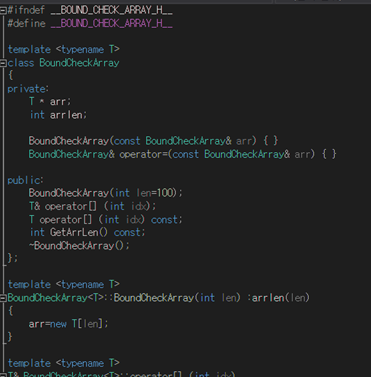 #ifndef __BOUND_CHECK_ARRAY_H__
#define __BOUND_CHECK_ARRAY_H__
template <typename T>
class BoundCheckArray
{
private:
T * arr;
int arrlen;
BoundCheckArray(const BoundCheckArray& arr) { }
BoundCheckArray& operator=(const BoundCheckArray& arr) { }
public:
BoundCheckArray(int len=100);
T& operator[] (int idx);
T operator[] (int idx) const;
int GetArrLen() const;
~BoundCheckArray();
};
template <typename T>
BoundCheckArray<T>::BoundCheckArray(int len) :arrlen(len)
{
arr=new T[len];
}
template <typename T>
T& BoundCheckArray<T>::operator[] (int idx)